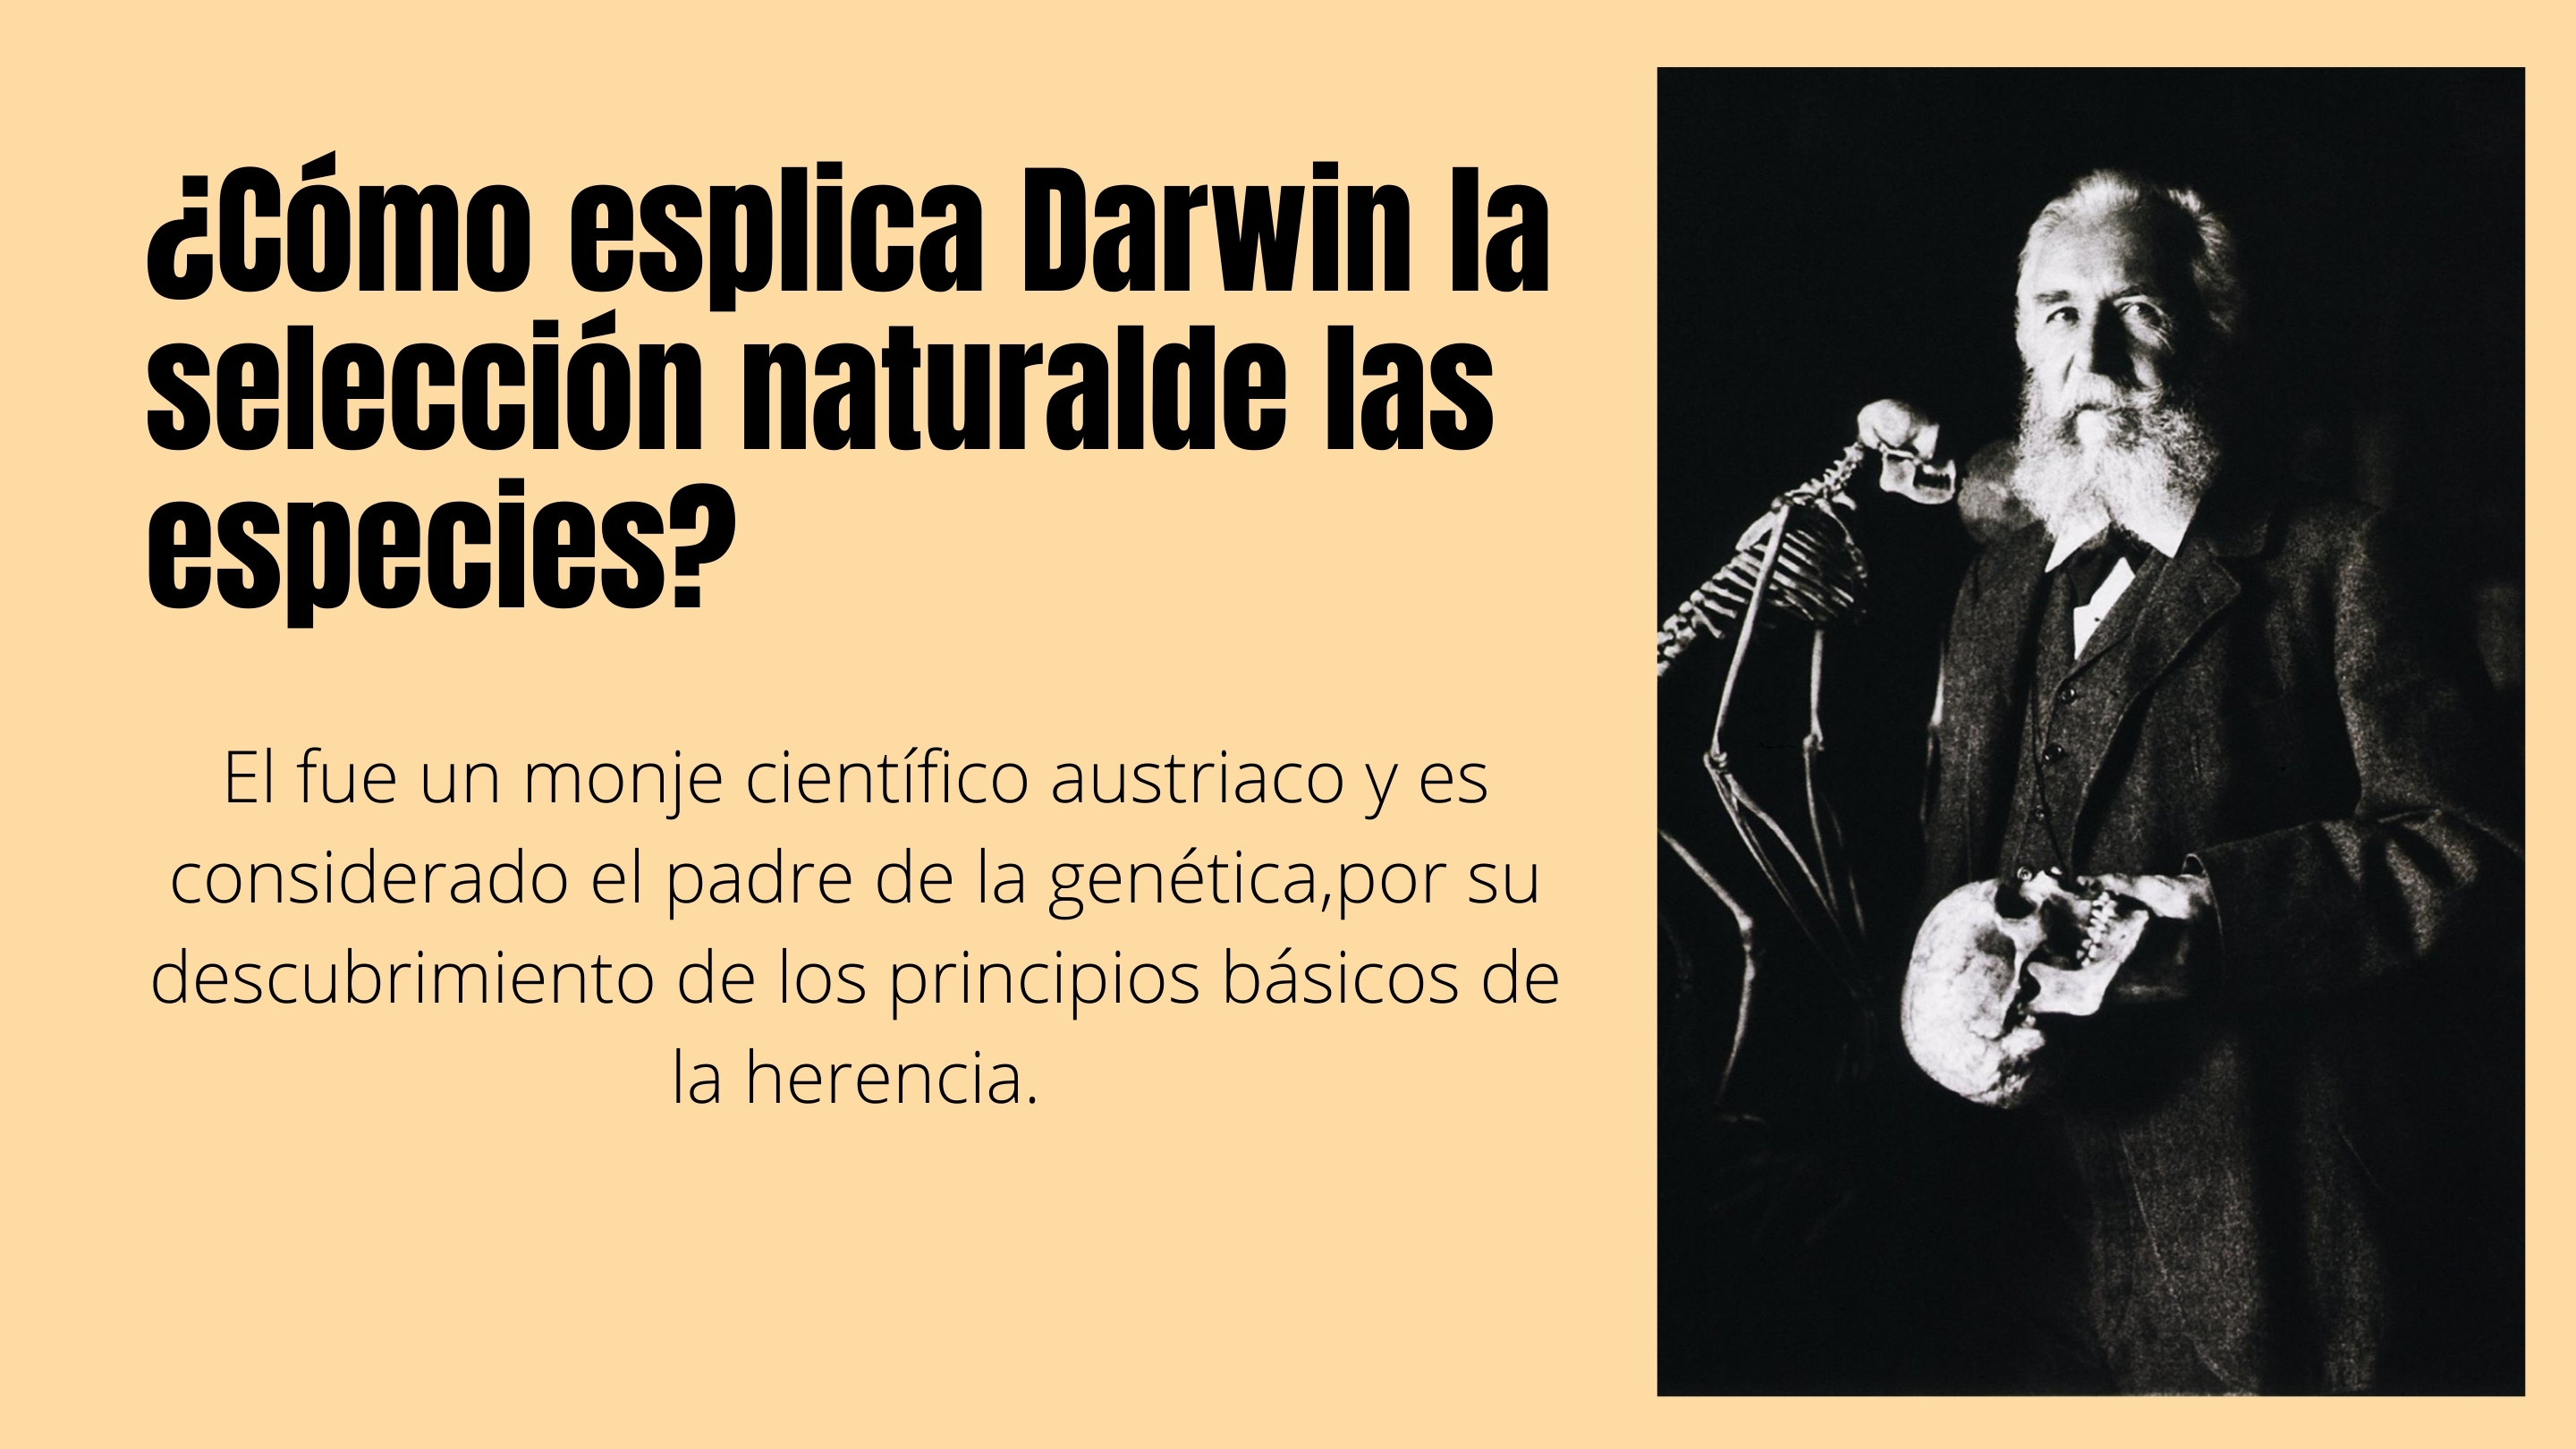 ¿Cómo esplica Darwin la
selección naturalde las
especies?
El fue un monje científico austriaco y es
considerado el padre de la genética,por su
descubrimiento de los principios básicos de
la herencia.